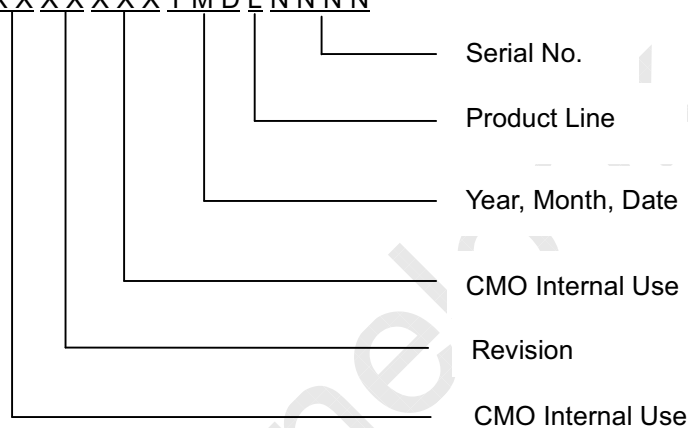 X X X X X X X Y M D L N N N N
Serial No.
Product Line
Year, Month, Date
CMO Internal Use
Revision
CMO Internal Use